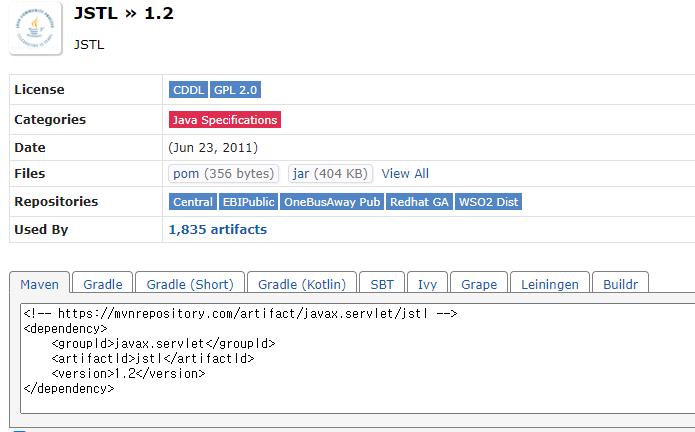 JSTL » 1.2
JSTL
License CDDL GPL 2.0
Categories Java Specifications
Date (Jun 23, 2011)
Files pom (356 bytes) jar (404 KB) View All
Repositories Central EBIPublic OneBusAway Pub Redhat GA WSO2 Dist
Used By 1,835 artifacts
Maven Gradle Gradle (Short) Gradle (Kotlin) SBT Ivy Grape Leiningen Buildr
<!-- https://mvnrepository.com/artifact/javax.servlet/jstl -->
<dependency>
    <groupId>javax.servlet</groupId>
    <artifactId>jstl</artifactId>
    <version>1.2</version>
</dependency>